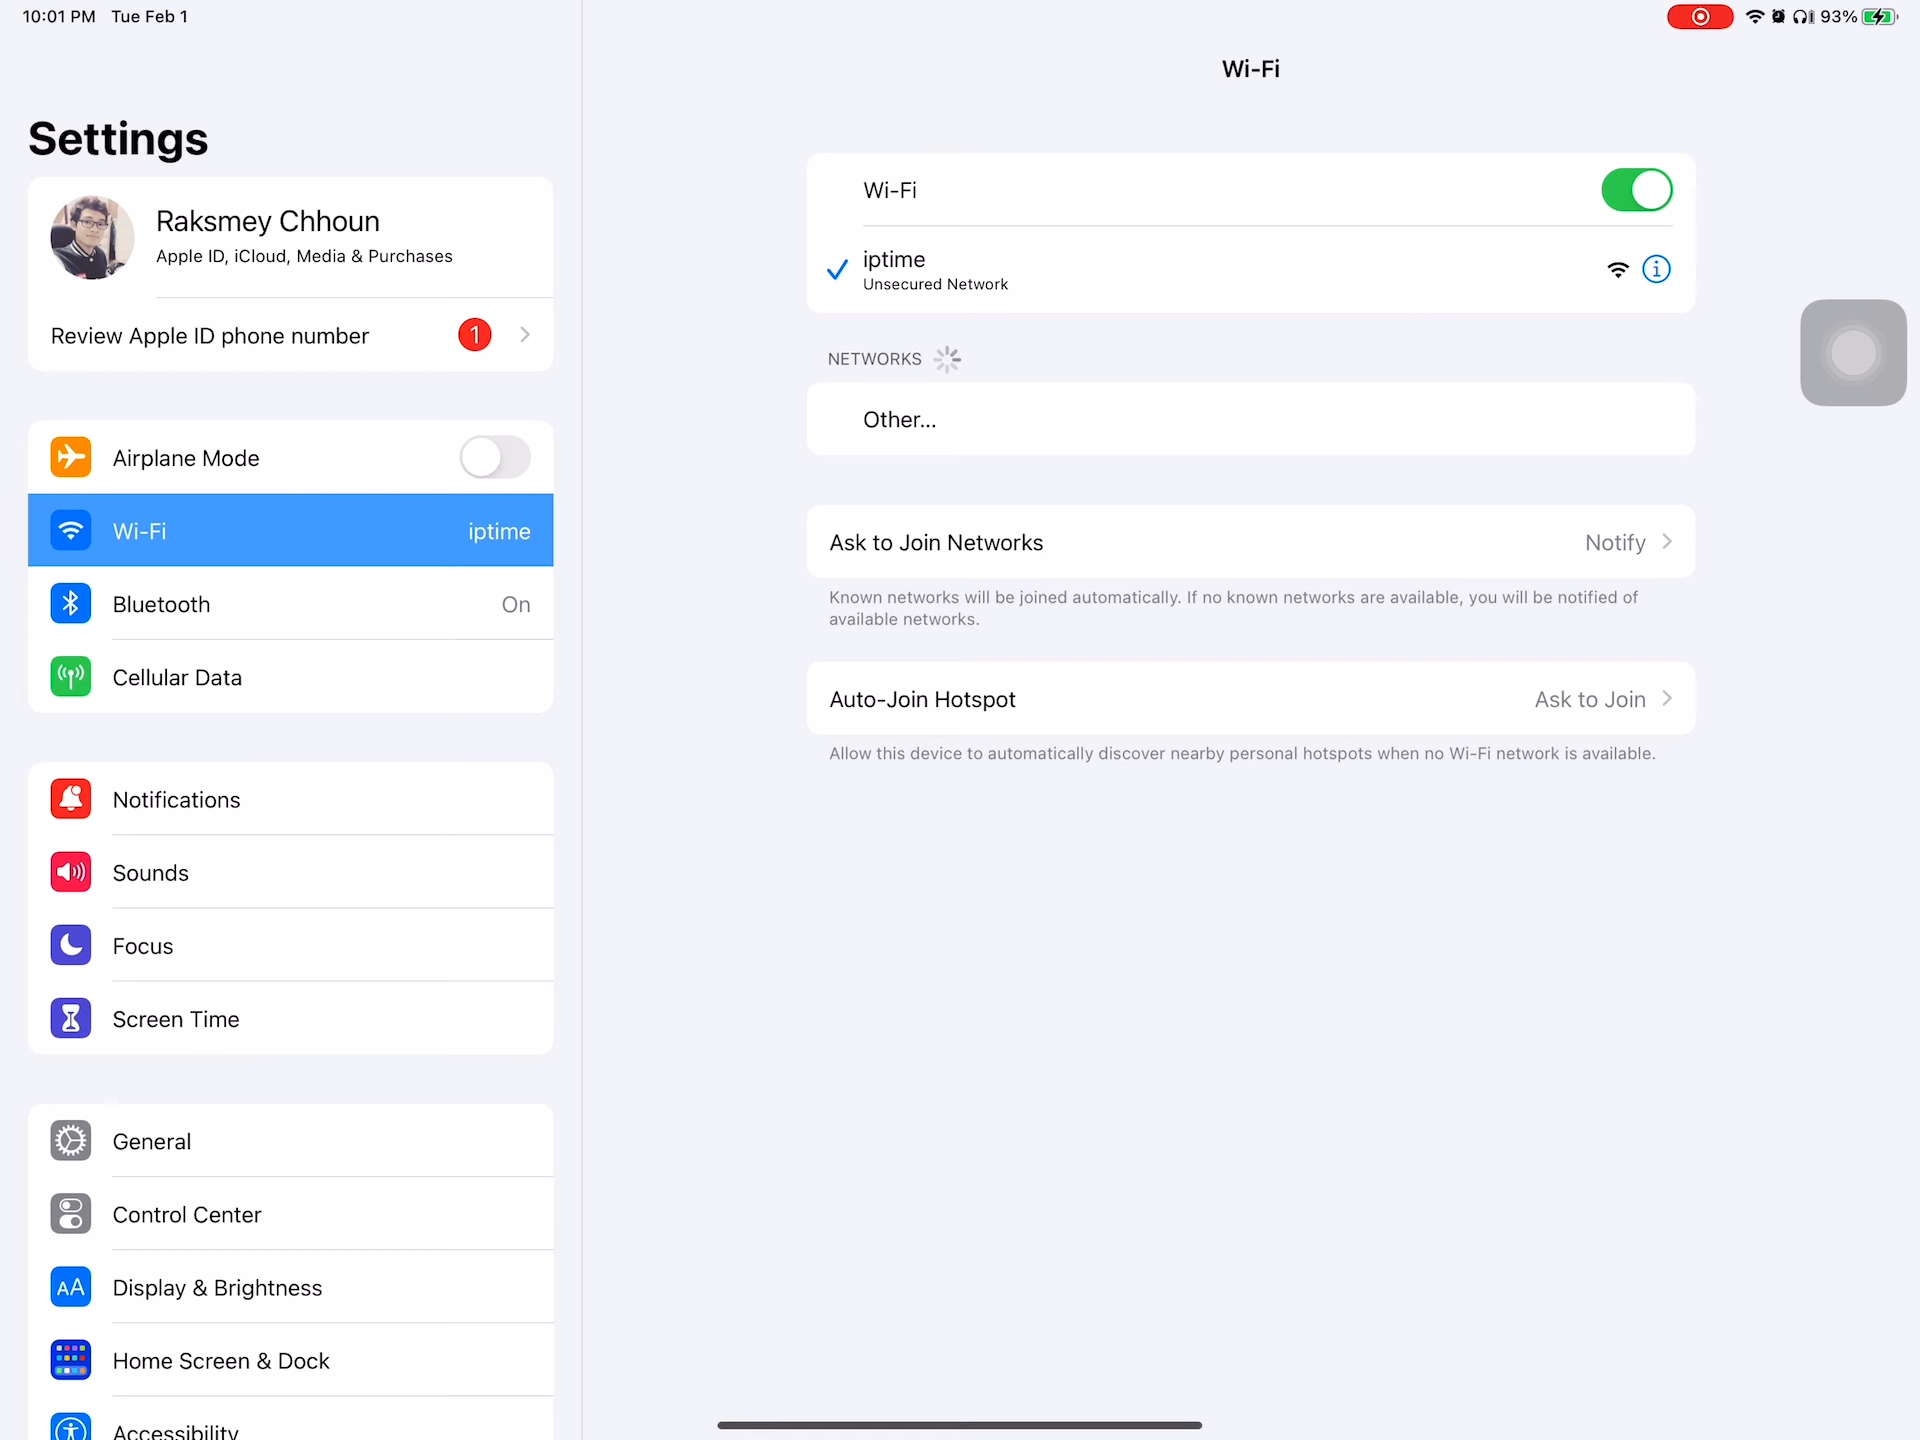 10:01 PM Tue Feb 1
93%
Settings
Raksmey Chhoun
Apple ID, iCloud, Media & Purchases
Review Apple ID phone number 1
Airplane Mode
Wi-Fi iptime
Bluetooth On
Cellular Data
Notifications
Sounds
Focus
Screen Time
General
Control Center
AA Display & Brightness
Home Screen & Dock
Accessibility
Wi-Fi
Wi-Fi
iptime
Unsecured Network
NETWORKS
Other...
Ask to Join Networks Notify
Known networks will be joined automatically. If no known networks are available, you will be notified of
available networks.
Auto-Join Hotspot Ask to Join
Allow this device to automatically discover nearby personal hotspots when no Wi-Fi network is available.